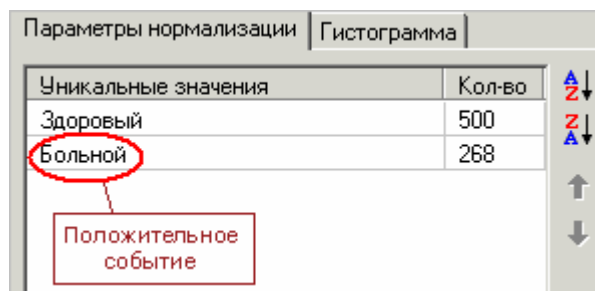 Параметры нормализации Гистограмма
Уникальные значения Кол-во
Здоровый 500
Больной 268
Положительное
событие
A
Z
Z
A